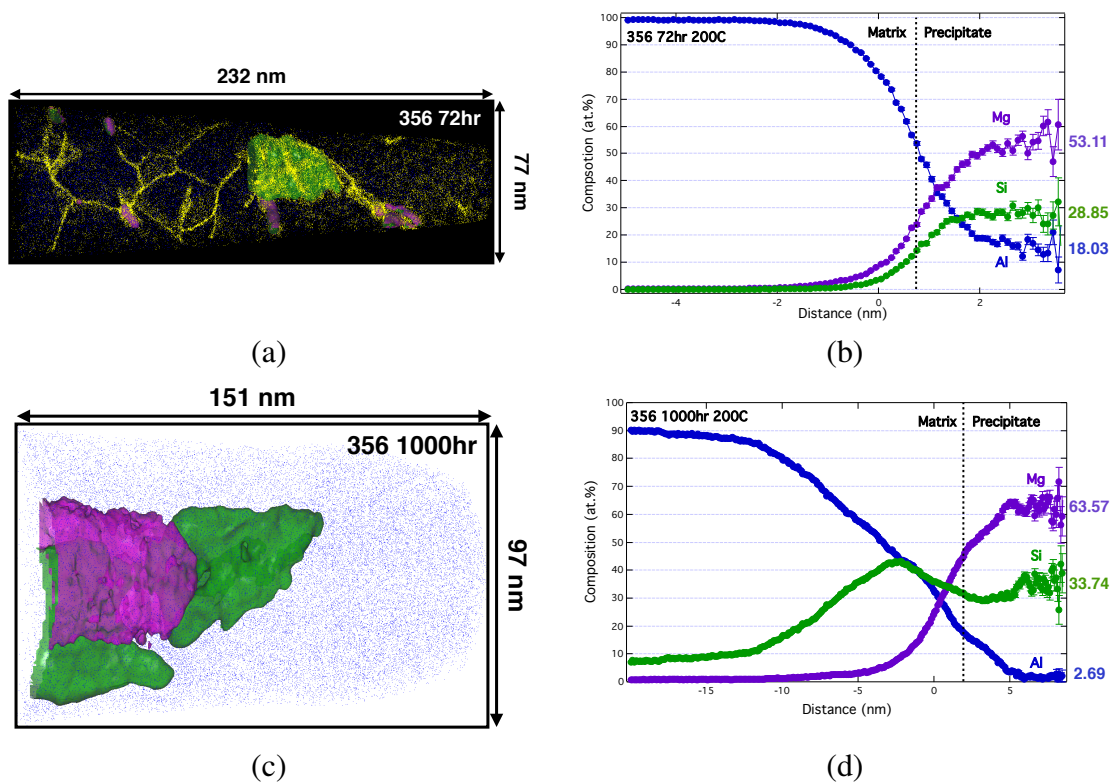 (a)
232 nm
356 72hr
77 nm
(b)
356 72hr 200C
Matrix
Precipitate
100
90
80
70
60
50
40
30
20
10
0
Compsotion (at.%)
Mg
53.11
Si
28.85
Al
18.03
-4
-2
0
2
Distance (nm)
(a)
(b)
151 nm
356 1000hr
97 nm
356 1000hr 200C
Matrix
Precipitate
100
90
80
70
60
50
40
30
20
10
0
Composition (at.%)
Mg
63.57
Si
33.74
Al
2.69
-15
-10
-5
0
5
Distance (nm)
(c)
(d)